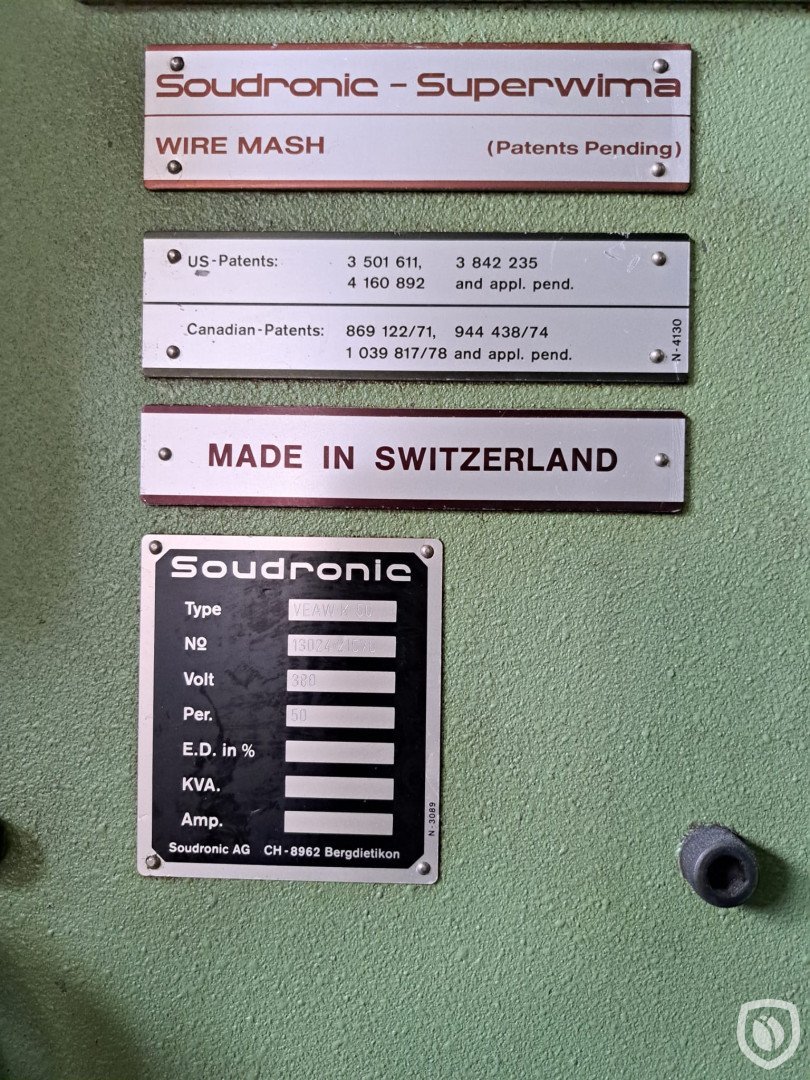 Soudronic - Superwima
WIRE MASH (Patents Pending)
US-Patents: 3 501 611, 3 842 235
4 160 892 and appl. pend.
Canadian-Patents: 869 122/71, 944 438/74
1 039 817/78 and appl. pend.
N-4130
MADE IN SWITZERLAND
Soudronic
Type VEAW K
Nº
Volt 380
Per. 50
E.D. in %
KVA.
Amp.
N-3089
Soudronic AG CH-8962 Bergdietikon